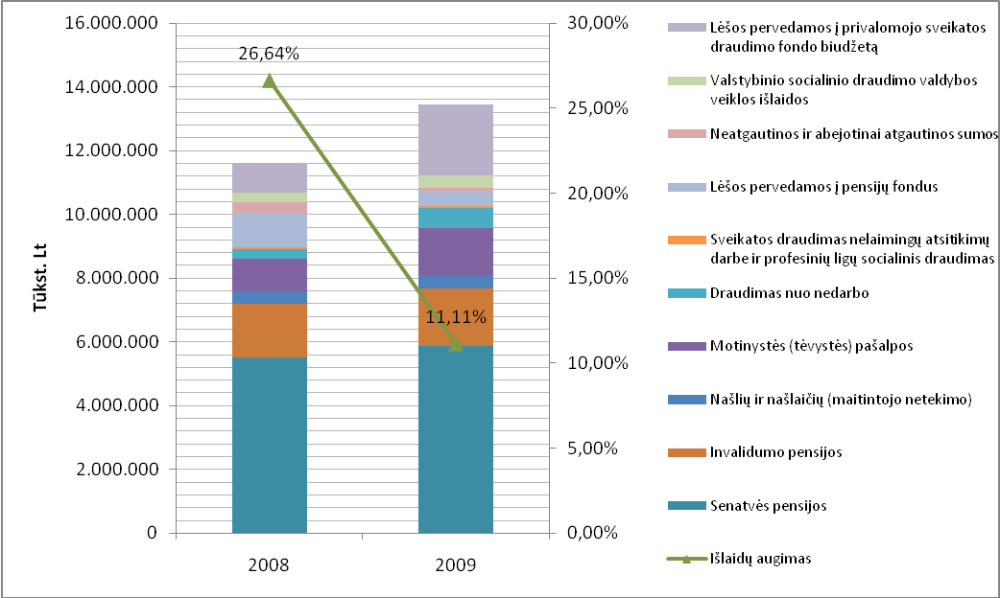 16.000.000
14.000.000
12.000.000
10.000.000
8.000.000
6.000.000
4.000.000
2.000.000
0
Tūkst. Lt
26,64%
11,11%
2008
2009
30,00%
25,00%
20,00%
15,00%
10,00%
5,00%
0,00%
Lėšos pervedamos į privalomojo sveikatos
draudimo fondo biudžetą
Valstybinio socialinio draudimo valdybos
veiklos išlaidos
Neatgautinos ir abejotinai atgautinos sumos
Lėšos pervedamos į pensijų fondus
Sveikatos draudimas nelaimingų atsitikimų
darbe ir profesinių ligų socialinis draudimas
Draudimas nuo nedarbo
Motinystės (tėvystės) pašalpos
Našlių ir našlaičių (maitintojo netekimo)
Invalidumo pensijos
Senatvės pensijos
Išlaidų augimas